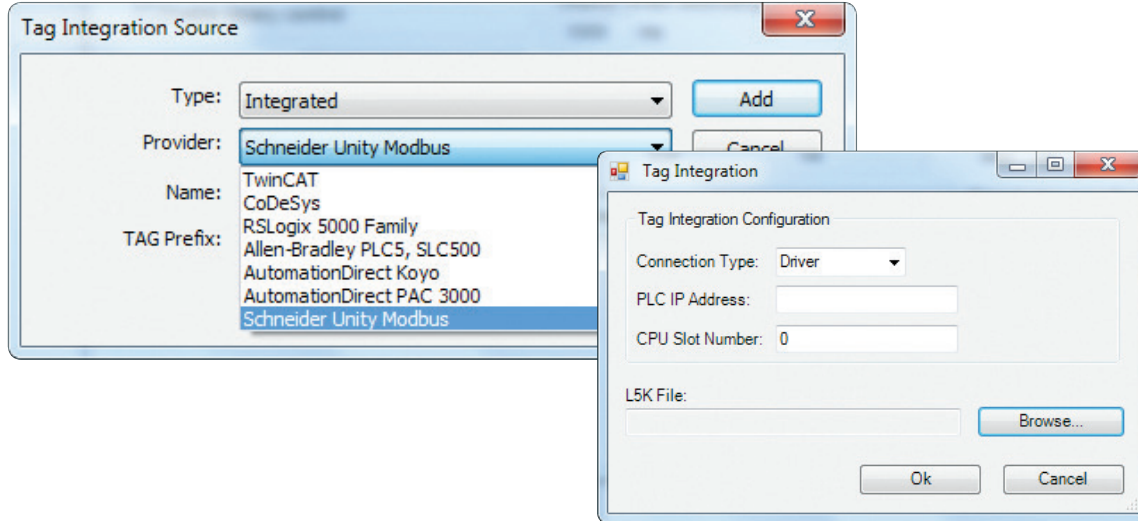 Tag Integration Source
Type: Integrated Add
Provider: Schneider Unity Modbus Cancel
Name:
TAG Prefix:
TwinCAT
CoDeSys
RSLogix 5000 Family
Allen-Bradley PLC5, SLC500
AutomationDirect Koyo
AutomationDirect PAC 3000
Schneider Unity Modbus
Tag Integration
Tag Integration Configuration
Connection Type: Driver
PLC IP Address:
CPU Slot Number: 0
L5K File:
Browse...
Ok Cancel